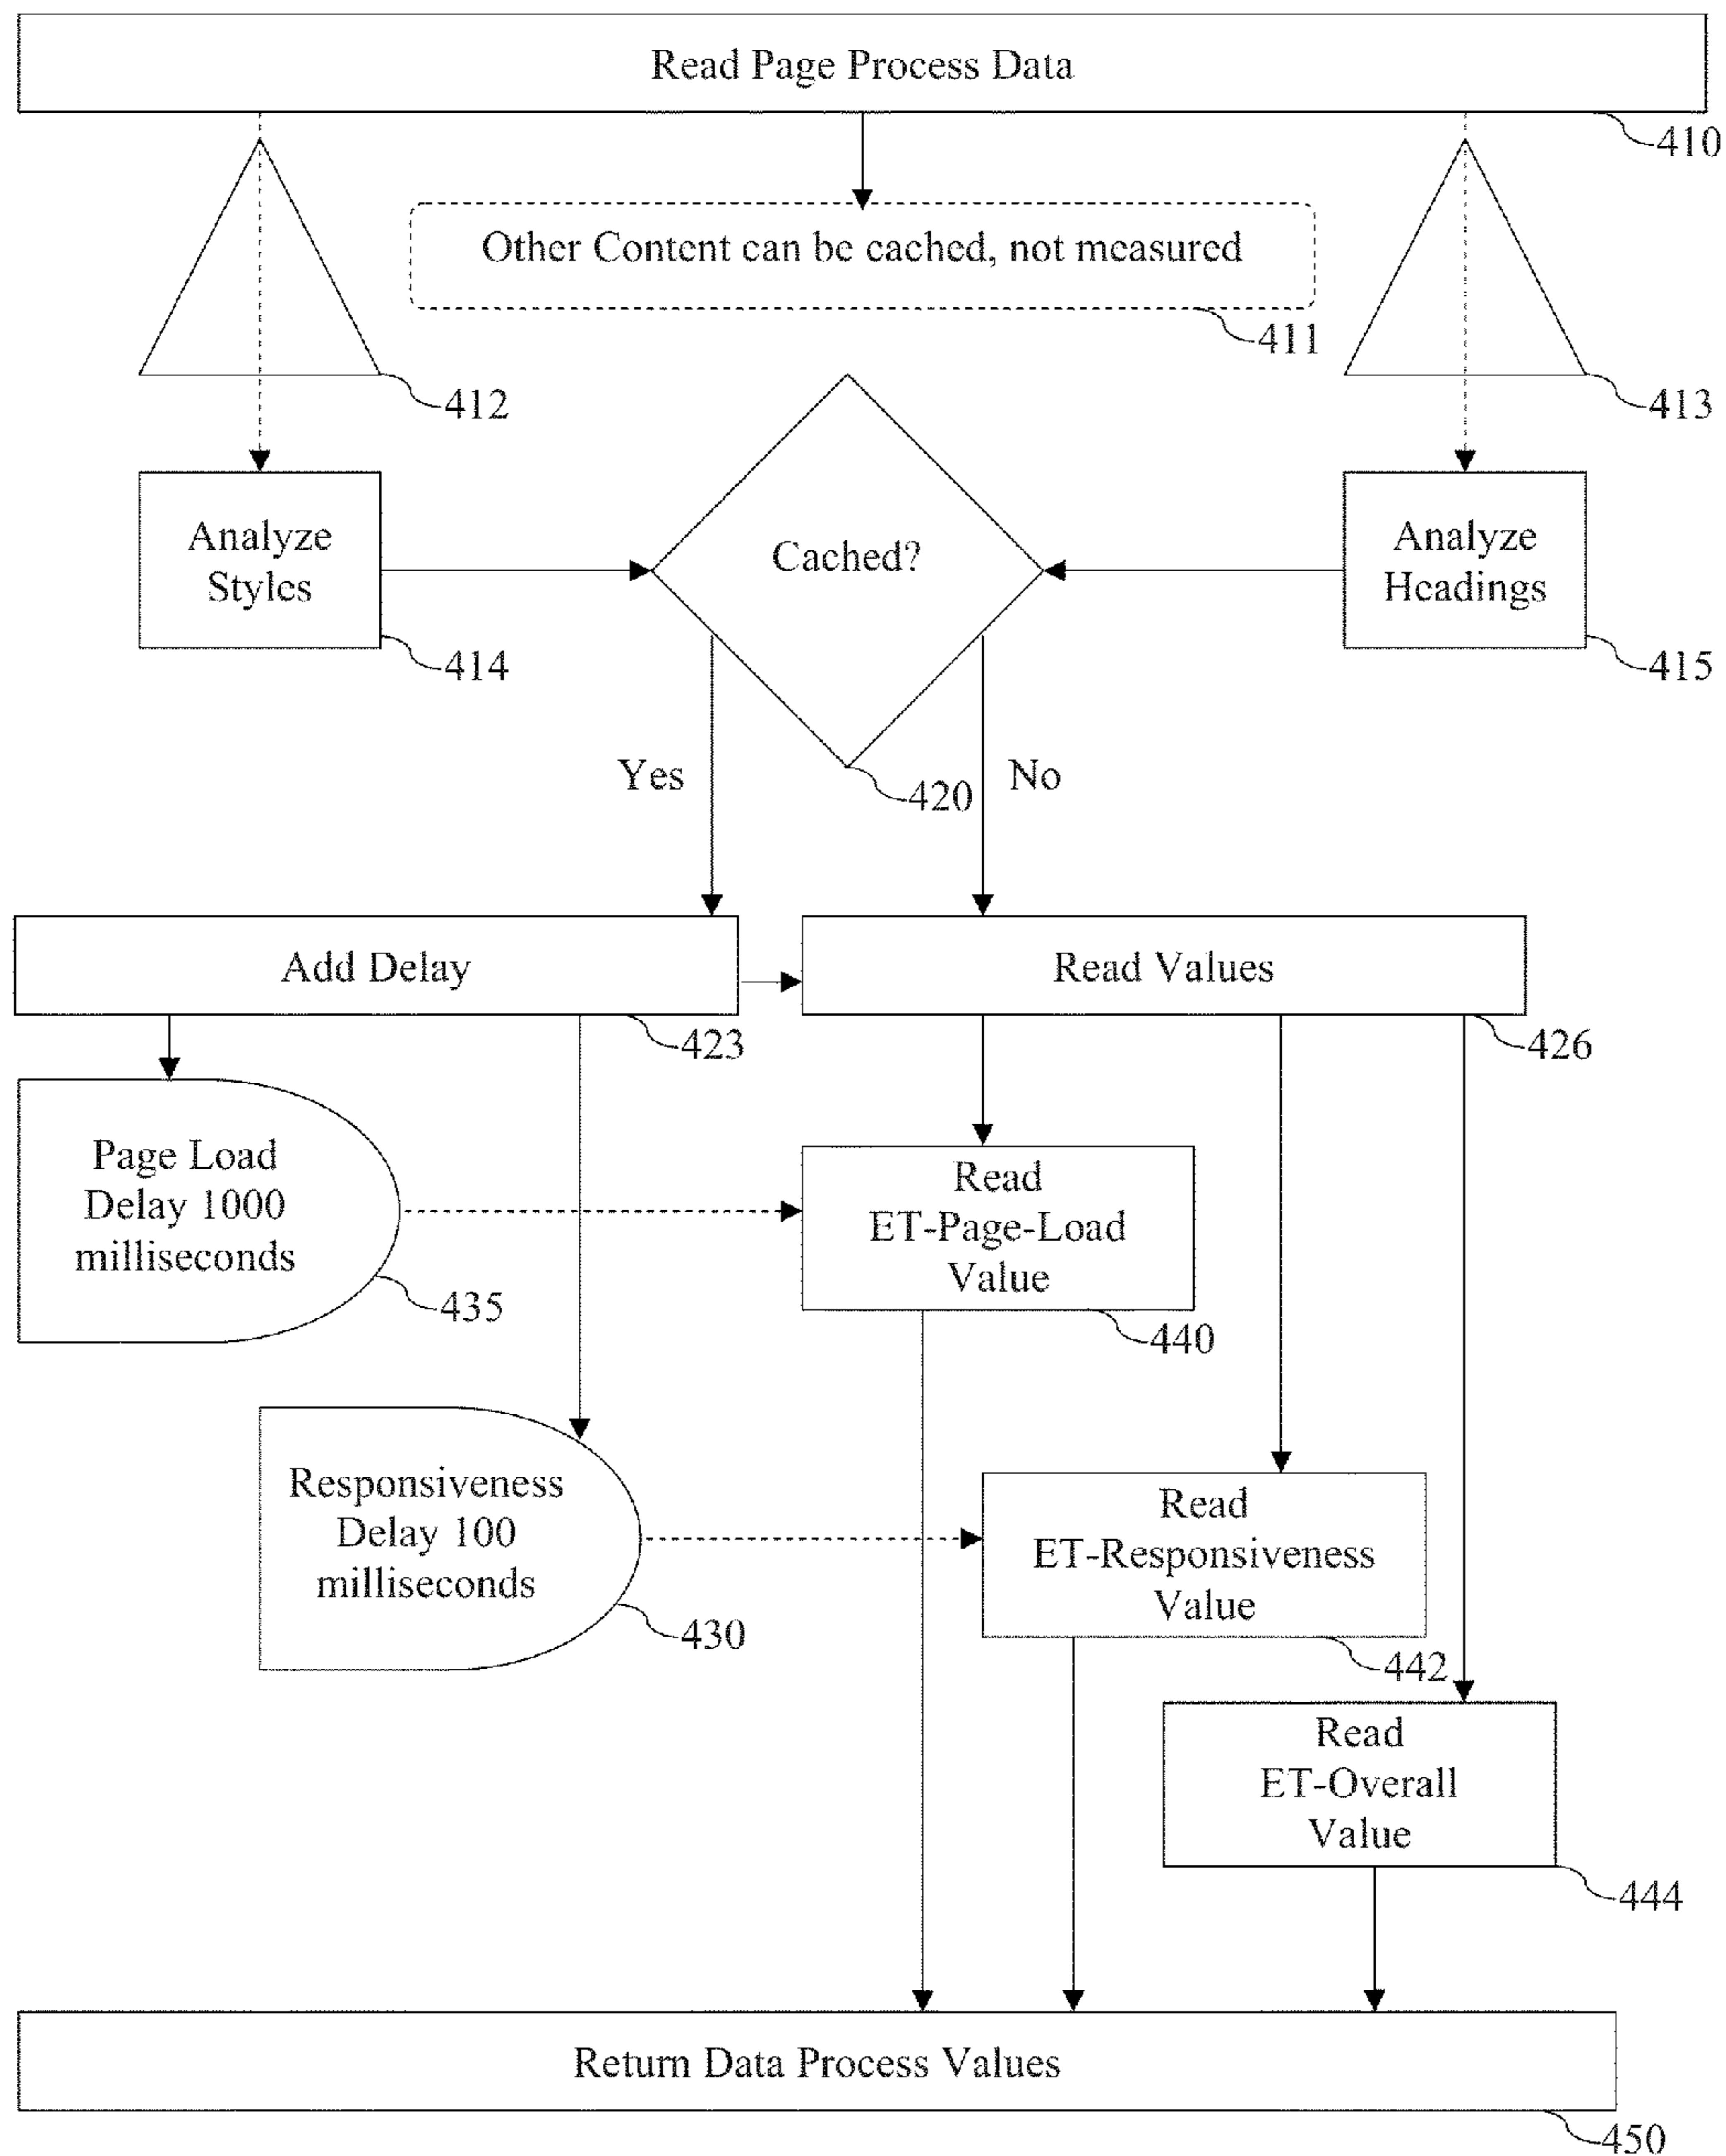 Read Page Process Data
410
Other Content can be cached, not measured
411
412
413
Analyze
Styles
414
Cached?
Analyze
Headings
415
Yes
420
No
Add Delay
423
Read Values
426
Page Load
Delay 1000
milliseconds
435
Read
ET-Page-Load
Value
440
Responsiveness
Delay 100
milliseconds
430
Read
ET-Responsiveness
Value
442
Read
ET-Overall
Value
444
Return Data Process Values
450